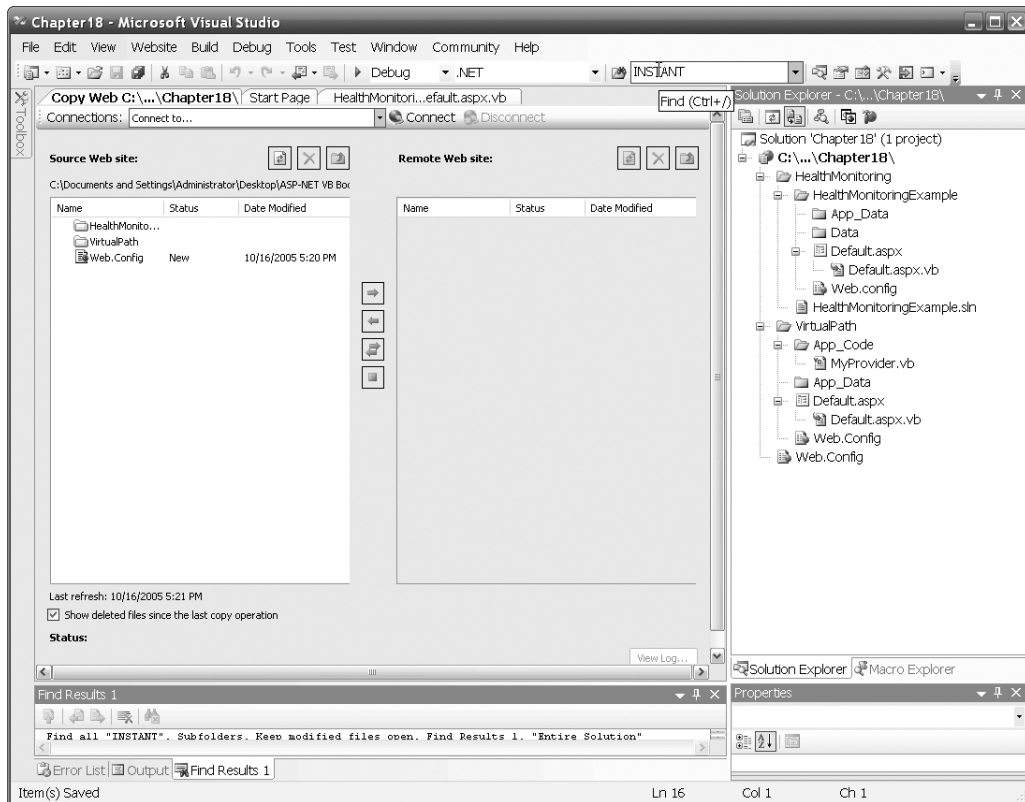 Chapter18 - Microsoft Visual Studio
File Edit View Website Build Debug Tools Test Window Community Help
Debug .NET INSTANT
Toolbox
Copy Web C:\...\Chapter18\ Start Page HealthMonitori...efault.aspx.vb
Find (Ctrl+/)
Connections: Connect to... Connect Disconnect
Source Web site: Remote Web site:
C:\Documents and Settings\Administrator\Desktop\ASP-NET VB Boo
Name Status Date Modified Name Status Date Modified
HealthMonito...
VirtualPath
Web.Config New 10/16/2005 5:20 PM
Last refresh: 10/16/2005 5:21 PM
Show deleted files since the last copy operation
Status:
View Log...
Solution Explorer - C:\...\Chapter18\
Solution 'Chapter18' (1 project)
C:\...\Chapter18\
HealthMonitoring
HealthMonitoringExample
App_Data
Data
Default.aspx
Default.aspx.vb
Web.config
HealthMonitoringExample.sln
VirtualPath
App_Code
MyProvider.vb
App_Data
Default.aspx
Default.aspx.vb
Web.Config
Web.Config
Solution Explorer Macro Explorer
Find Results 1
Find all "INSTANT", Subfolders, Keep modified files open, Find Results 1, "Entire Solution"
Error List Output Find Results 1
Properties
Item(s) Saved Ln 16 Col 1 Ch 1